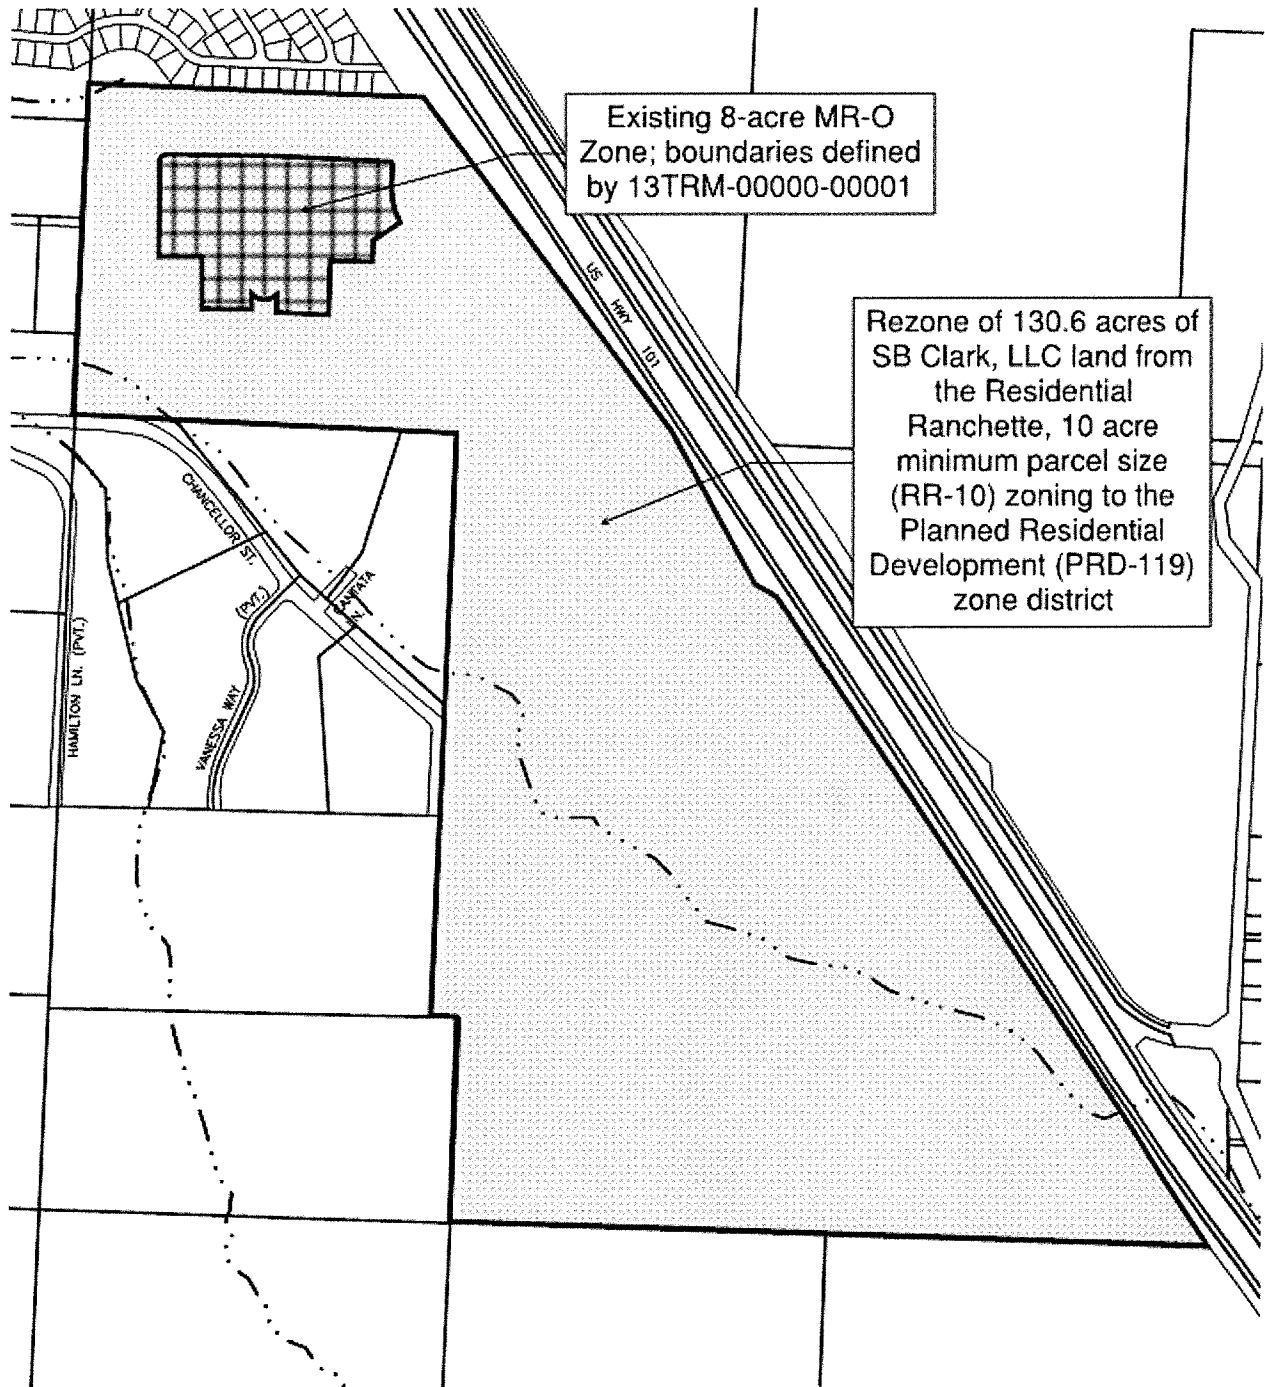 Existing 8-acre MR-O
Zone; boundaries defined
by 13TRM-00000-00001
US HWY 101
Rezone of 130.6 acres of
SB Clark, LLC land from
the Residential
Ranchette, 10 acre
minimum parcel size
(RR-10) zoning to the
Planned Residential
Development (PRD-119)
zone district
CHANCELLOR ST.
(PVT.)
CANTATA
LN.
VANESSA WAY
HAMILTON LN. (PVT.)